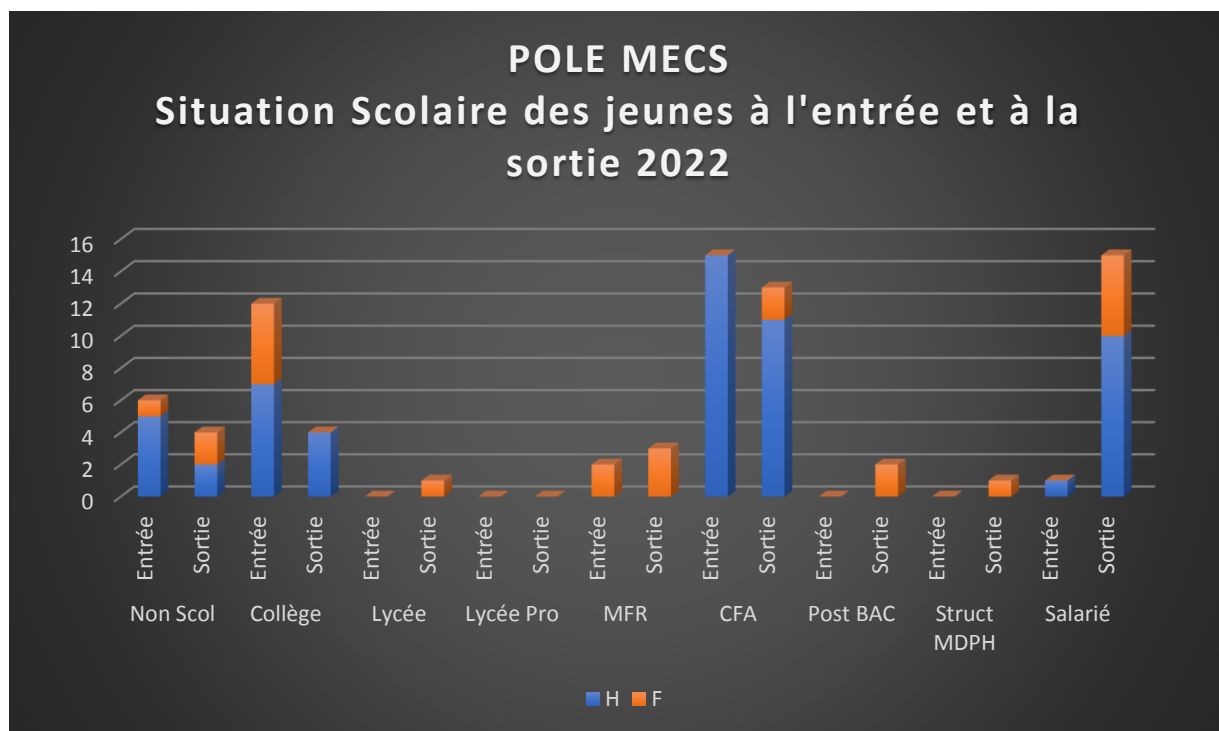 POLE MECS
Situation Scolaire des jeunes à l'entrée et à la
sortie 2022
16
14
12
10
8
6
4
2
0
Entrée Sortie Entrée Sortie Entrée Sortie Entrée Sortie Entrée Sortie Entrée Sortie Entrée Sortie Entrée Sortie Entrée Sortie
Non Scol Collège Lycée Lycée Pro MFR CFA Post BAC Struct Salarié
MDPH
H F